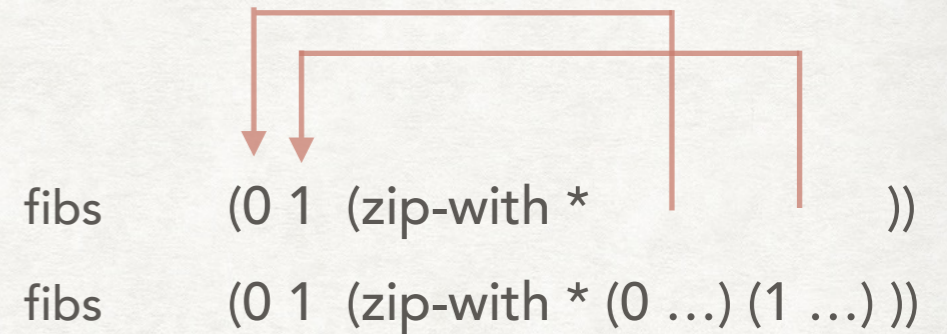 fibs (0 1 (zip-with * ))
fibs (0 1 (zip-with * (0 …) (1 …) ))